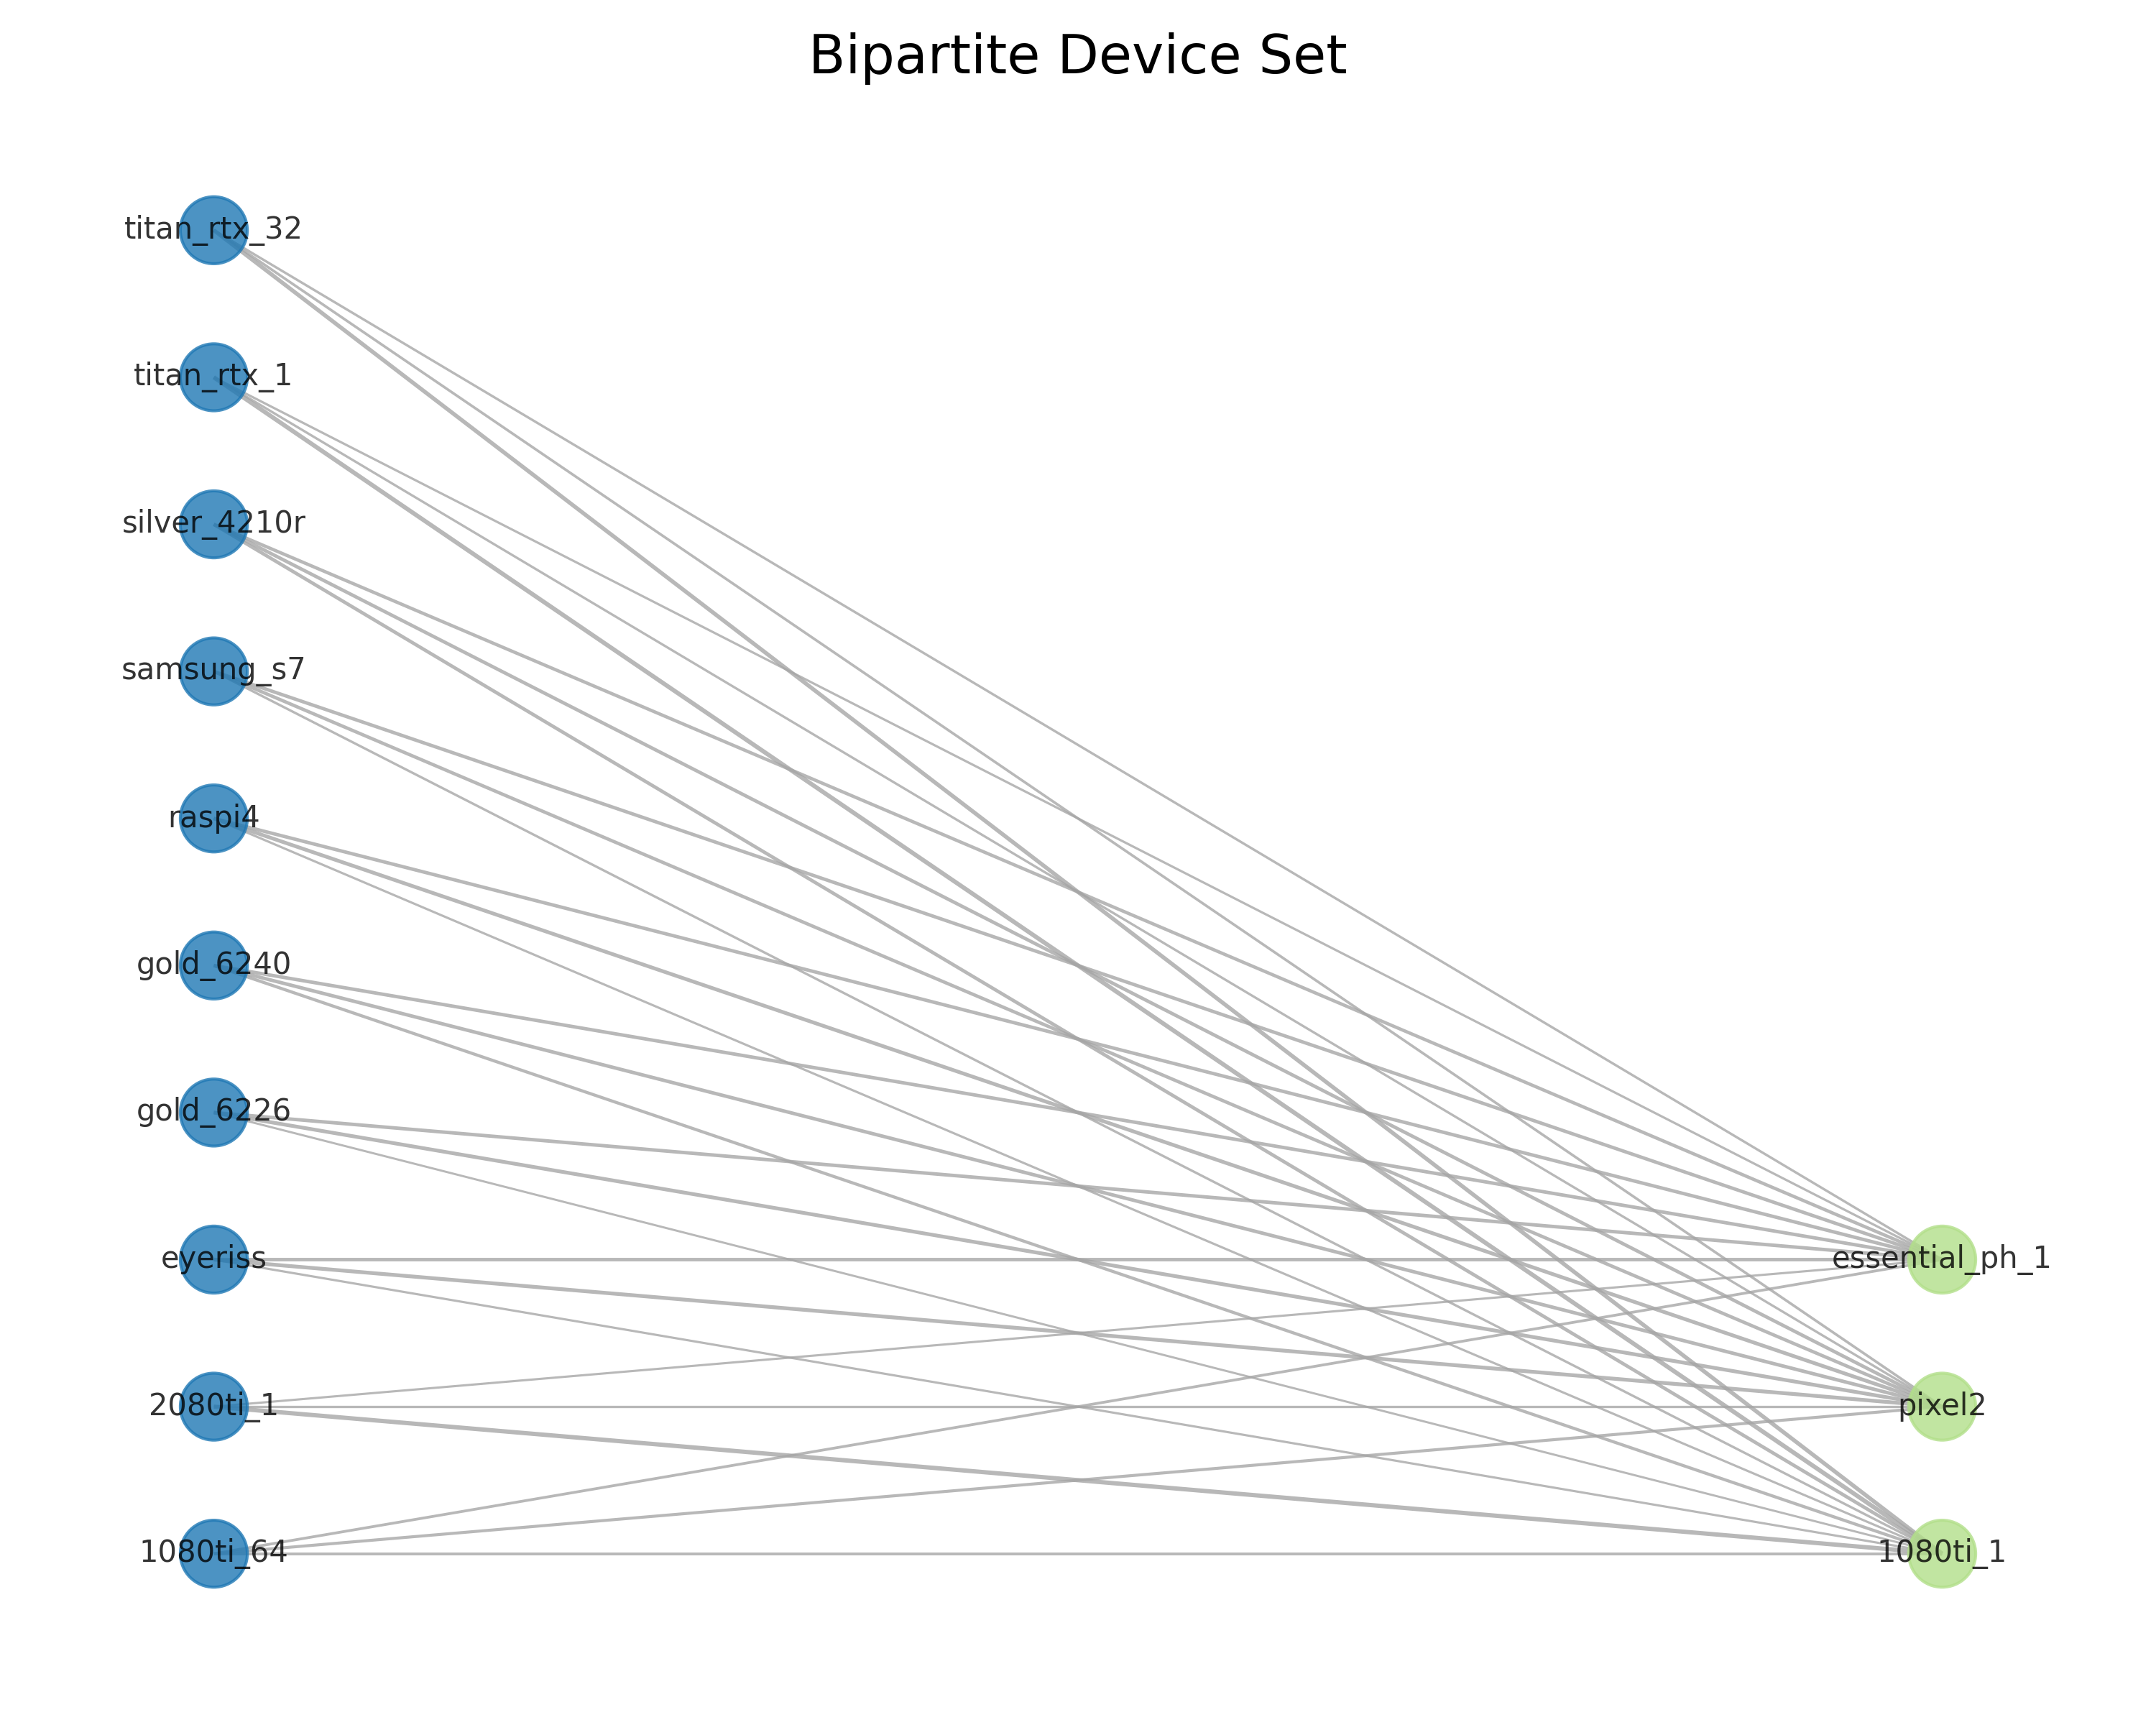 Bipartite Device Set
titan_rtx_32
titan_rtx_1
silver_4210r
samsung_s7
raspi4
gold_6240
gold_6226
eyeriss
2080ti_1
1080ti_64
essential_ph_1
pixel2
1080ti_1